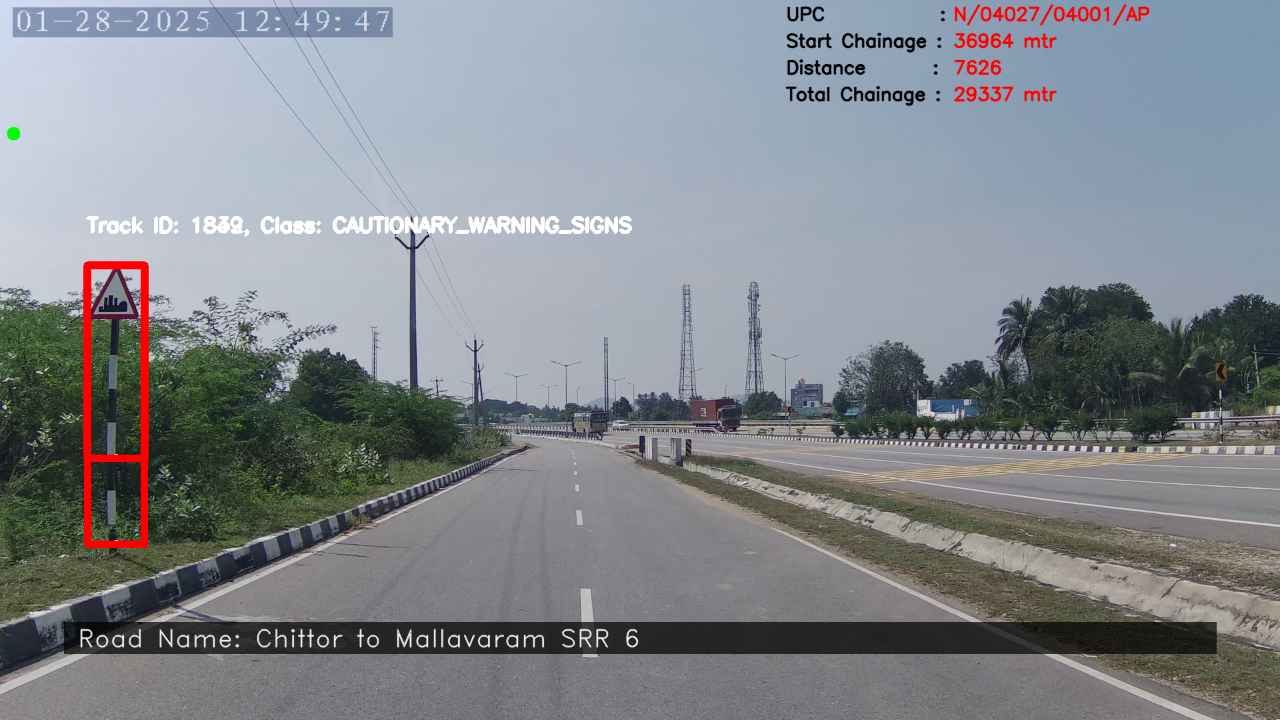 01-28-2025 12:49:47
UPC : N/04027/04001/AP
Start Chainage : 36964 mtr
Distance : 7626
Total Chainage : 29337 mtr
Track ID: Class: CAUTIONARY_WARNING_SIGNS
3
Road Name: Chittor to Mallavaram SRR 6